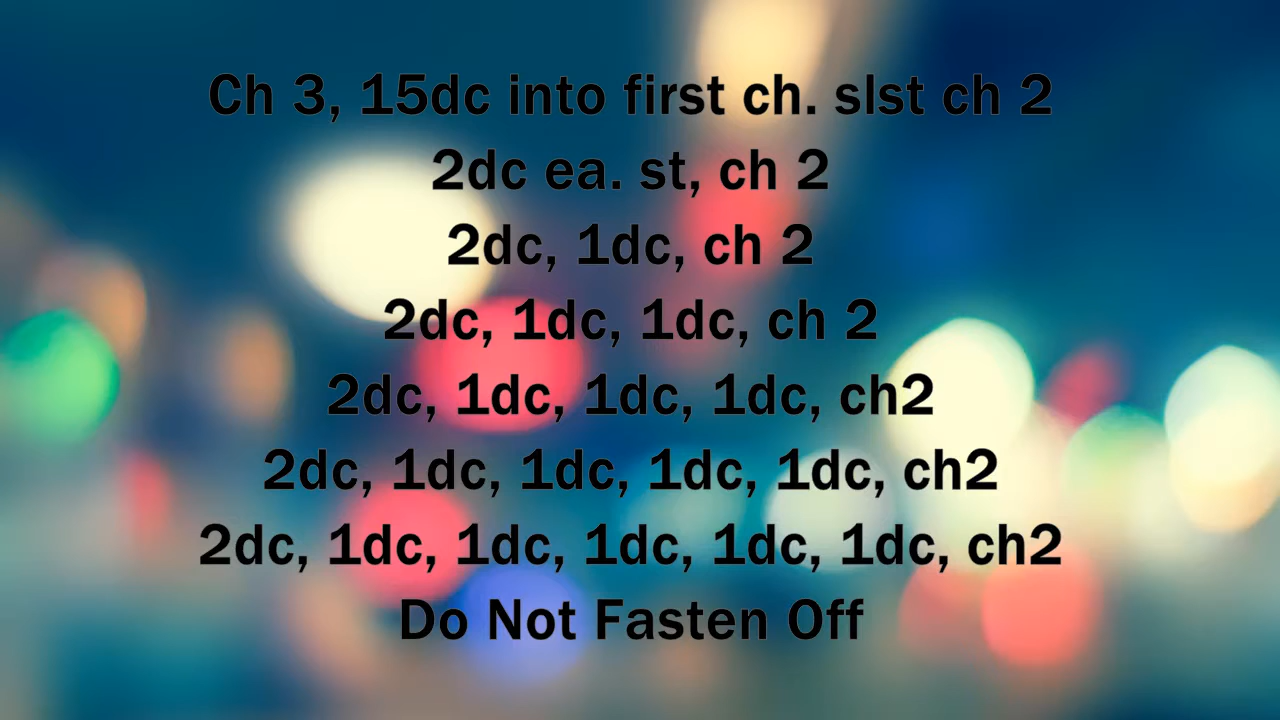 Ch 3, 15dc into first ch. slst ch 2
2dc ea. st, ch 2
2dc, 1dc, ch 2
2dc, 1dc, 1dc, ch 2
2dc, 1dc, 1dc, 1dc, ch2
2dc, 1dc, 1dc, 1dc, 1dc, ch2
2dc, 1dc, 1dc, 1dc, 1dc, 1dc, ch2
Do Not Fasten Off